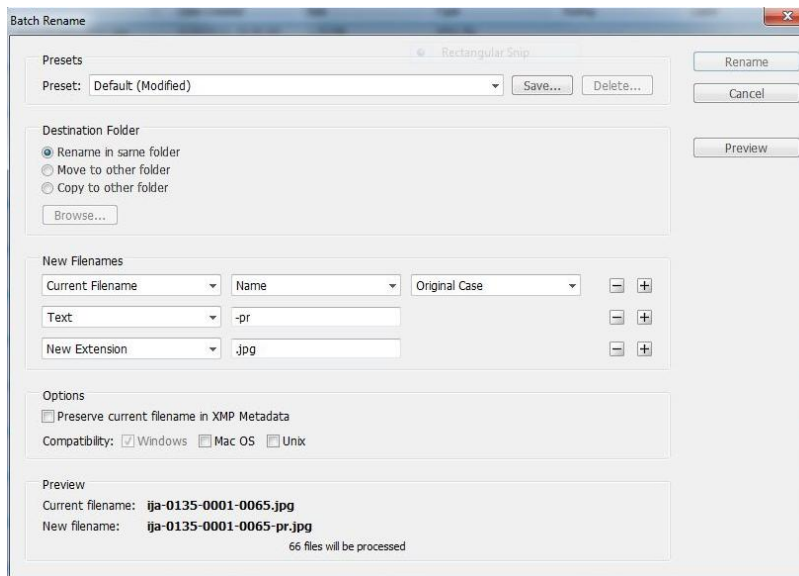 Batch Rename
Rectangular Snip
Presets
Preset: Default (Modified) Save... Delete...
Rename
Cancel
Preview
Destination Folder
Rename in same folder
Move to other folder
Copy to other folder
Browse...
New Filenames
Current Filename Name Original Case
Text -pr
New Extension .jpg
Options
Preserve current filename in XMP Metadata
Compatibility: Windows Mac OS Unix
Preview
Current filename: ija-0135-0001-0065.jpg
New filename: ija-0135-0001-0065-pr.jpg
66 files will be processed